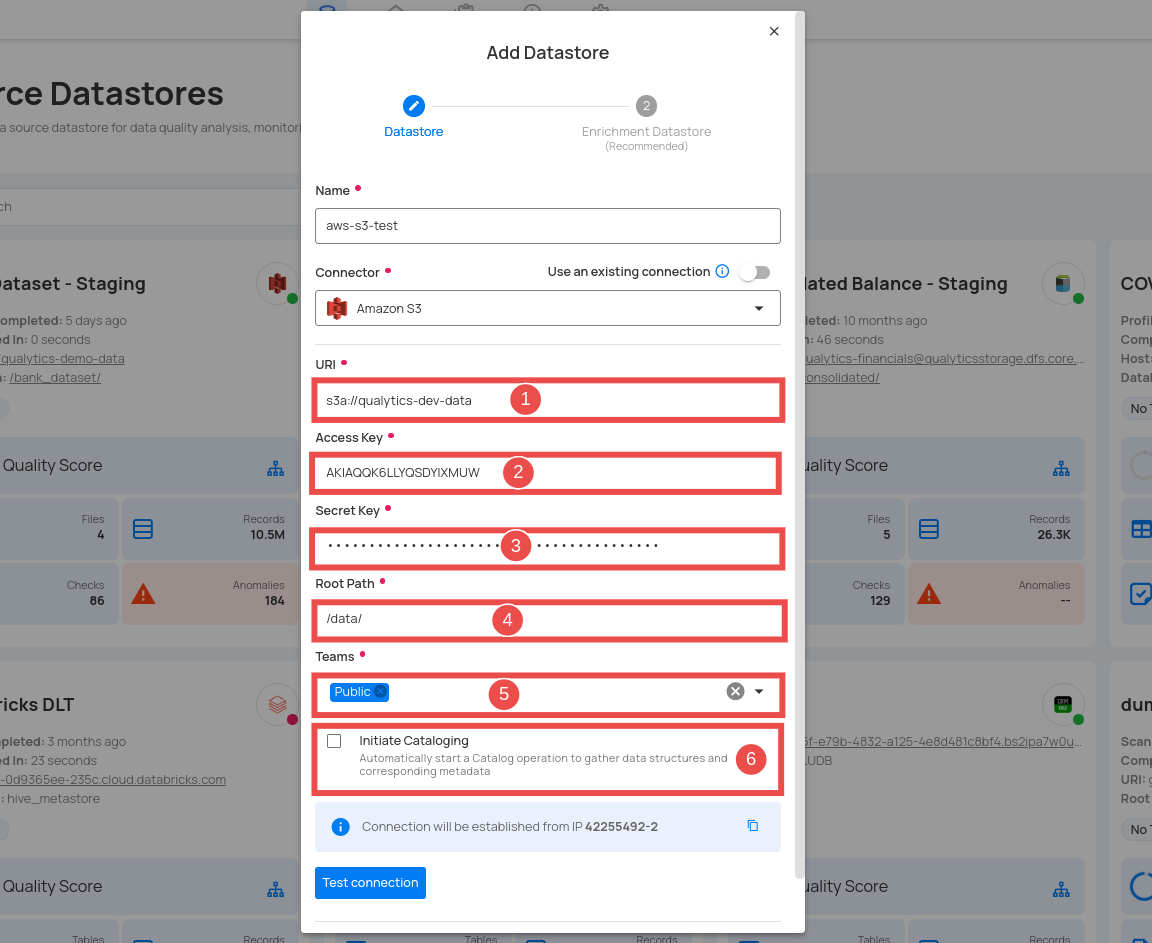 Add Datastore
2
Datastore
Enrichment Datastore
(Recommended)
rce Datastores
a source datastore for data quality analysis, monitori
ch
Name
aws-s3-test
Connector
Use an existing connection
Amazon S3
URI
s3a://qualytics-dev-data
1
Access Key
AKIAQQK6LLYQSDYIXMUW
2
Secret Key
•••••••••••••••••••••
3
•••••••••••••••
Root Path
/data/
4
Teams
Public
5
Initiate Cataloging
Automatically start a Catalog operation to gather data structures and
corresponding metadata
6
Connection will be established from IP 42255492-2
Test connection
ataset - Staging
ompleted: 5 days ago
ed In: 0 seconds
/qualytics-demo-data
a: /bank_dataset/
Quality Score
Files
4
Records
10.5M
Checks
86
Anomalies
184
lated Balance - Staging
leted: 10 months ago
n: 46 seconds
ualytics-financials@qualyticsstorage.dfs.core....
onsolidated/
uality Score
Files
5
Records
26.3K
Checks
129
Anomalies
--
COV
Profil
Comp
Host:
Datal
No T
ricks DLT
mpleted: 3 months ago
d In: 23 seconds
-0d9365ee-235c.cloud.databricks.com
: hive_metastore
Quality Score
Tables
Records
Tables
Records
5f-e79b-4832-a125-4e8d481c8bf4.bs2ipa7w0u...
LUDB
uality Score
Tables
Records
dum
Scan
Comp
URI: g
Root
No T